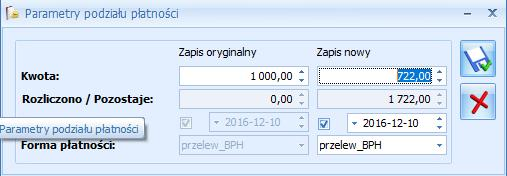 Parametry podziału płatności
Zapis oryginalny Zapis nowy
Kwota: 1 000,00 722,00
Rozliczono / Pozostaje: 0,00 1 722,00
Parametry podziału płatności 2016-12-10 2016-12-10
Forma płatności: przelew_BPH przelew_BPH